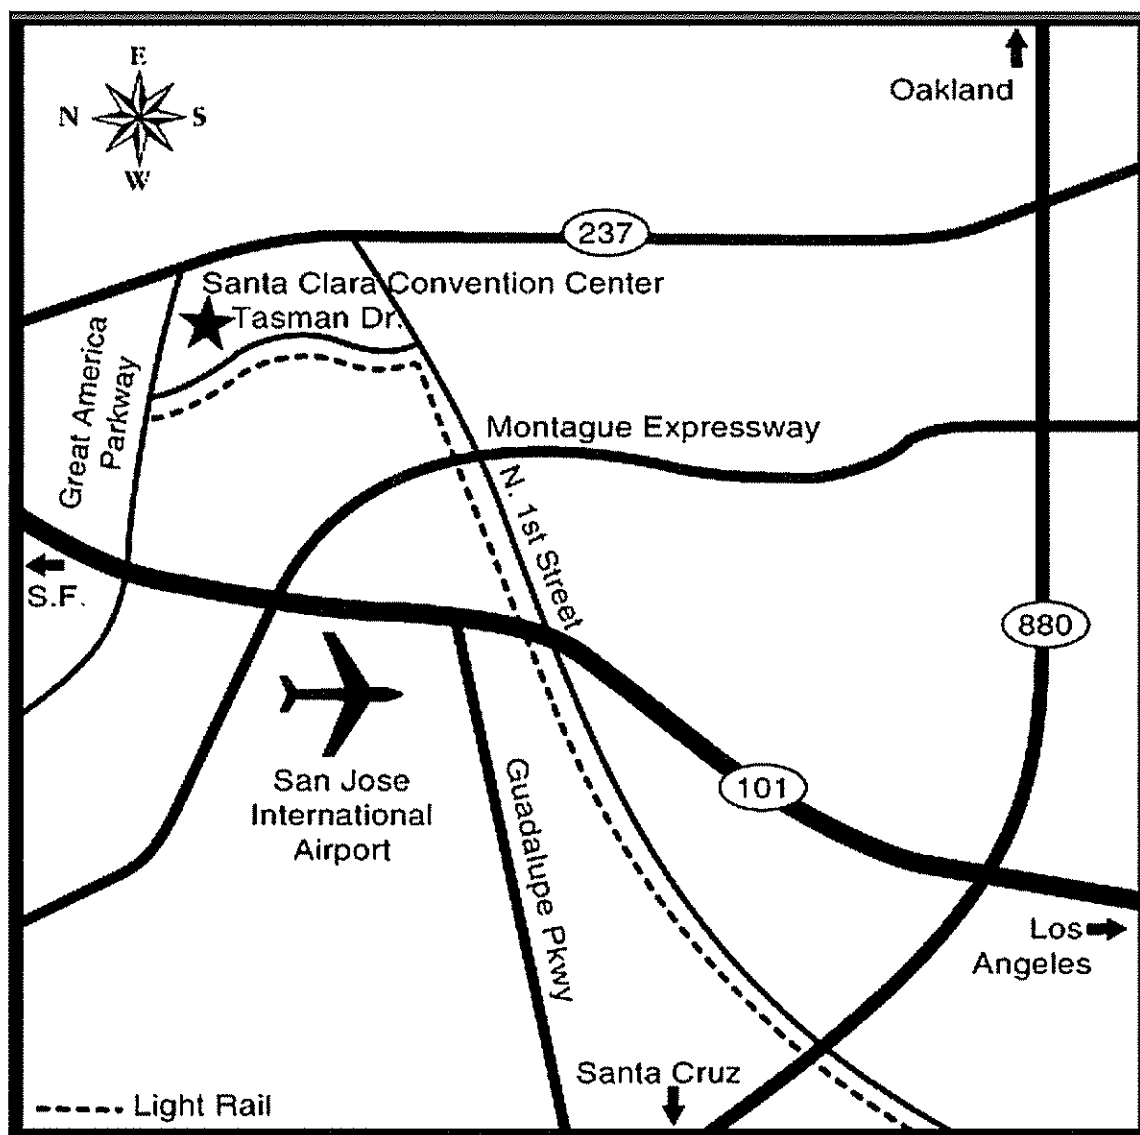 E
N S
W
Oakland
237
Santa Clara Convention Center
Tasman Dr.
Great America
Parkway
Montague Expressway
N. 1st Street
S.F.
880
San Jose
International
Airport
Guadalupe Pkwy
101
Los
Angeles
Santa Cruz
Light Rail